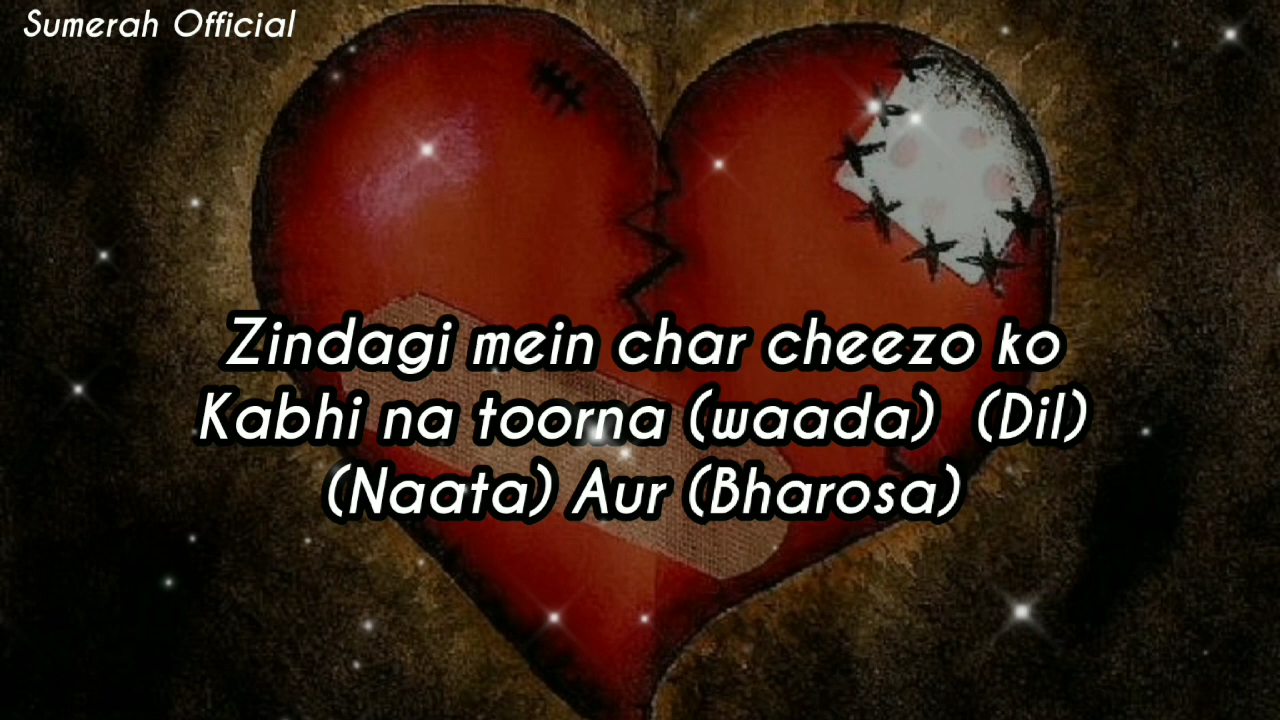 Sumerah Official
Zindagi mein char cheezo ko
Kabhi na toorna (waada) (Dil)
(Naata) Aur (Bharosa)